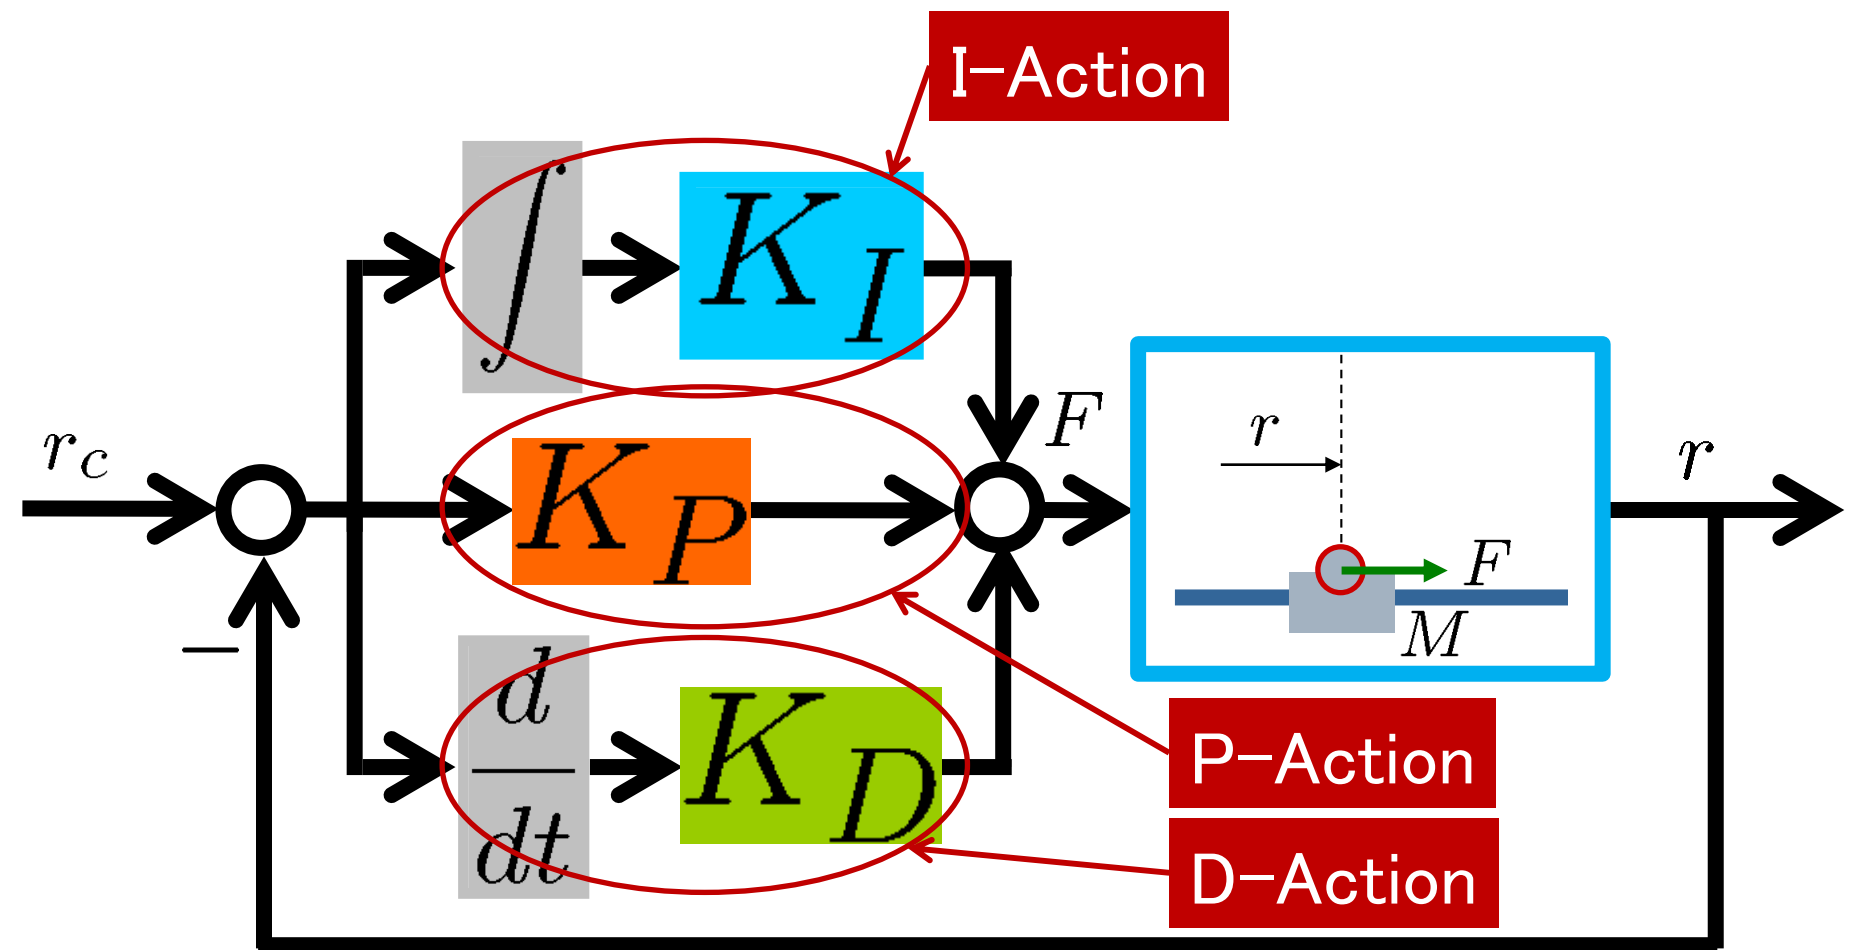 I-Action
∫
K_I
r_c
K_P
F
r
F
M
r
−
d/dt
K_D
P-Action
D-Action